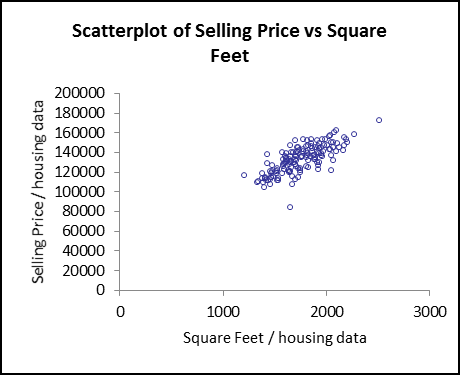 Scatterplot of Selling Price vs Square
Feet
Selling Price / housing data
200000
180000
160000
140000
120000
100000
80000
60000
40000
20000
0
0 1000 2000 3000
Square Feet / housing data